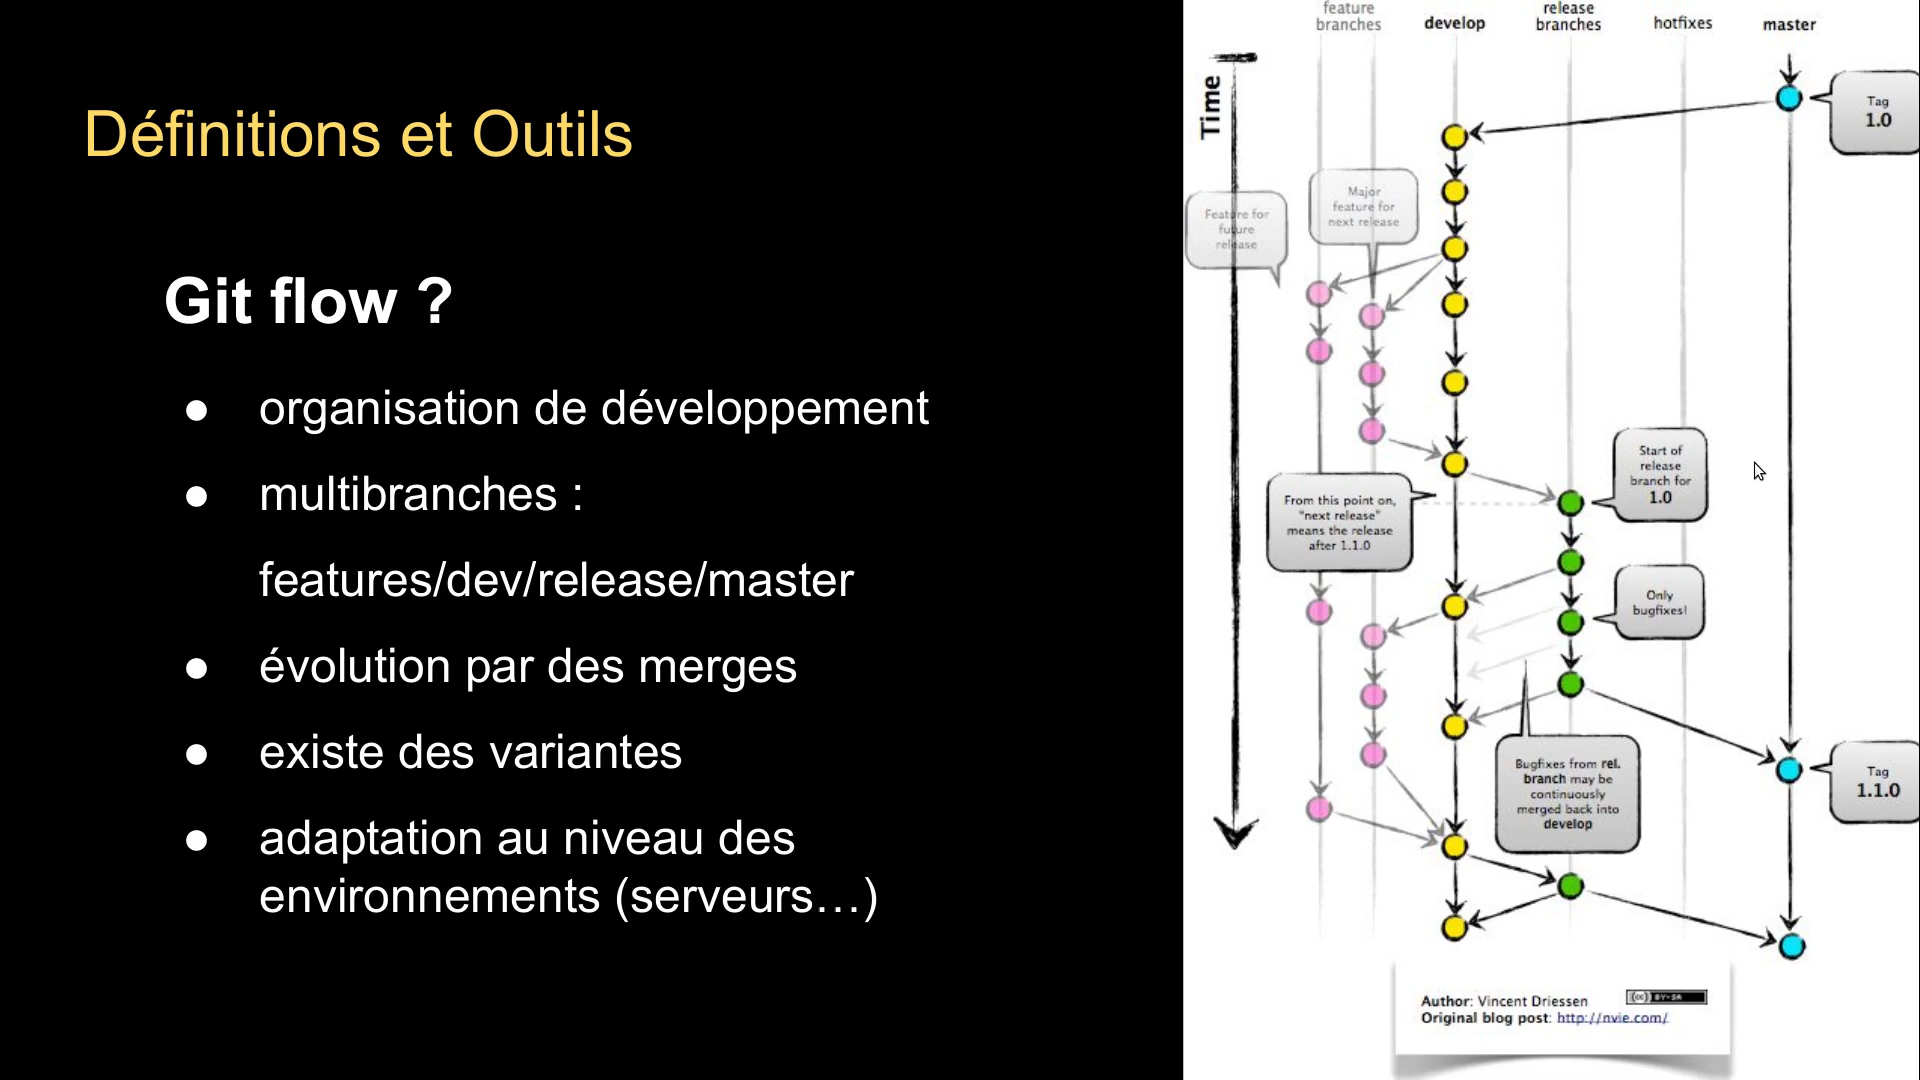 Définitions et Outils
Git flow ?
● organisation de développement
● multibranches :
features/dev/release/master
● évolution par des merges
● existe des variantes
● adaptation au niveau des
environnements (serveurs…)
feature
branches
develop
release
branches
hotfixes
master
Time
Tag
1.0
Major
feature for
next release
Feature for
future
release
Start of
release
branch for
1.0
From this point on,
"next release"
means the release
after 1.1.0
Only
bugfixes!
Bugfixes from rel.
branch may be
continuously
merged back into
develop
Tag
1.1.0
Author: Vincent Driessen
Original blog post: http://nvie.com/
(cc) BY-SA